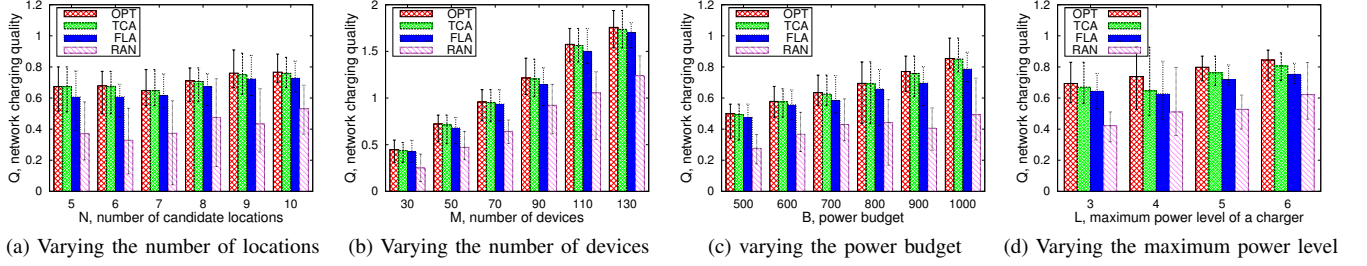 Q, network charging quality
1.2
1
0.8
0.6
0.4
0.2
0
OPT
TCA
FLA
RAN
5 6 7 8 9 10
N, number of candidate locations
(a) Varying the number of locations
Q, network charging quality
2
1.5
1
0.5
0
OPT
TCA
FLA
RAN
30 50 70 90 110 130
M, number of devices
(b) Varying the number of devices
Q, network charging quality
1.2
1
0.8
0.6
0.4
0.2
0
OPT
TCA
FLA
RAN
500 600 700 800 900 1000
B, power budget
(c) varying the power budget
Q, network charging quality
1.2
1
0.8
0.6
0.4
0.2
0
OPT
TCA
FLA
RAN
3 4 5 6
L, maximum power level of a charger
(d) Varying the maximum power level